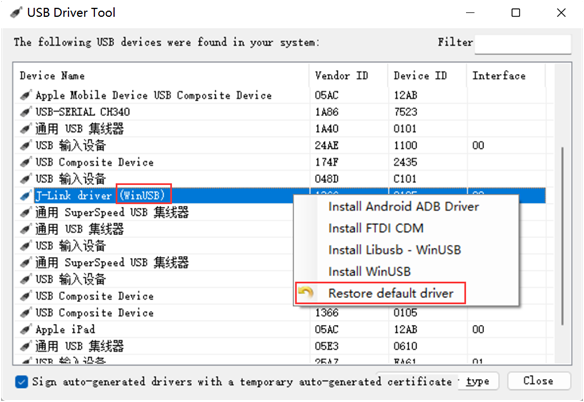 USB Driver Tool
The following USB devices were found in your system: Filter
Device Name Vendor ID Device ID Interface
Apple Mobile Device USB Composite Device 05AC 12AB
USB-SERIAL CH340 1A86 7523
通用 USB 集线器 1A40 0101
USB 输入设备 24AE 1100 00
USB Composite Device 174F 2435
USB 输入设备 048D C101
J-Link driver (WinUSB)
通用 SuperSpeed USB 集线器
Install Android ADB Driver
通用 USB 集线器
Install FTDI CDM
USB 输入设备
Install Libusb - WinUSB
通用 SuperSpeed USB 集线器
Install WinUSB
USB 输入设备
Restore default driver
USB Composite Device
USB Composite Device 1366 0105
Apple iPad 05AC 12AB 00
通用 USB 集线器 05E3 0610
USB 输入设备 25A7 FA61 01
Sign auto-generated drivers with a temporary auto-generated certificate type Close